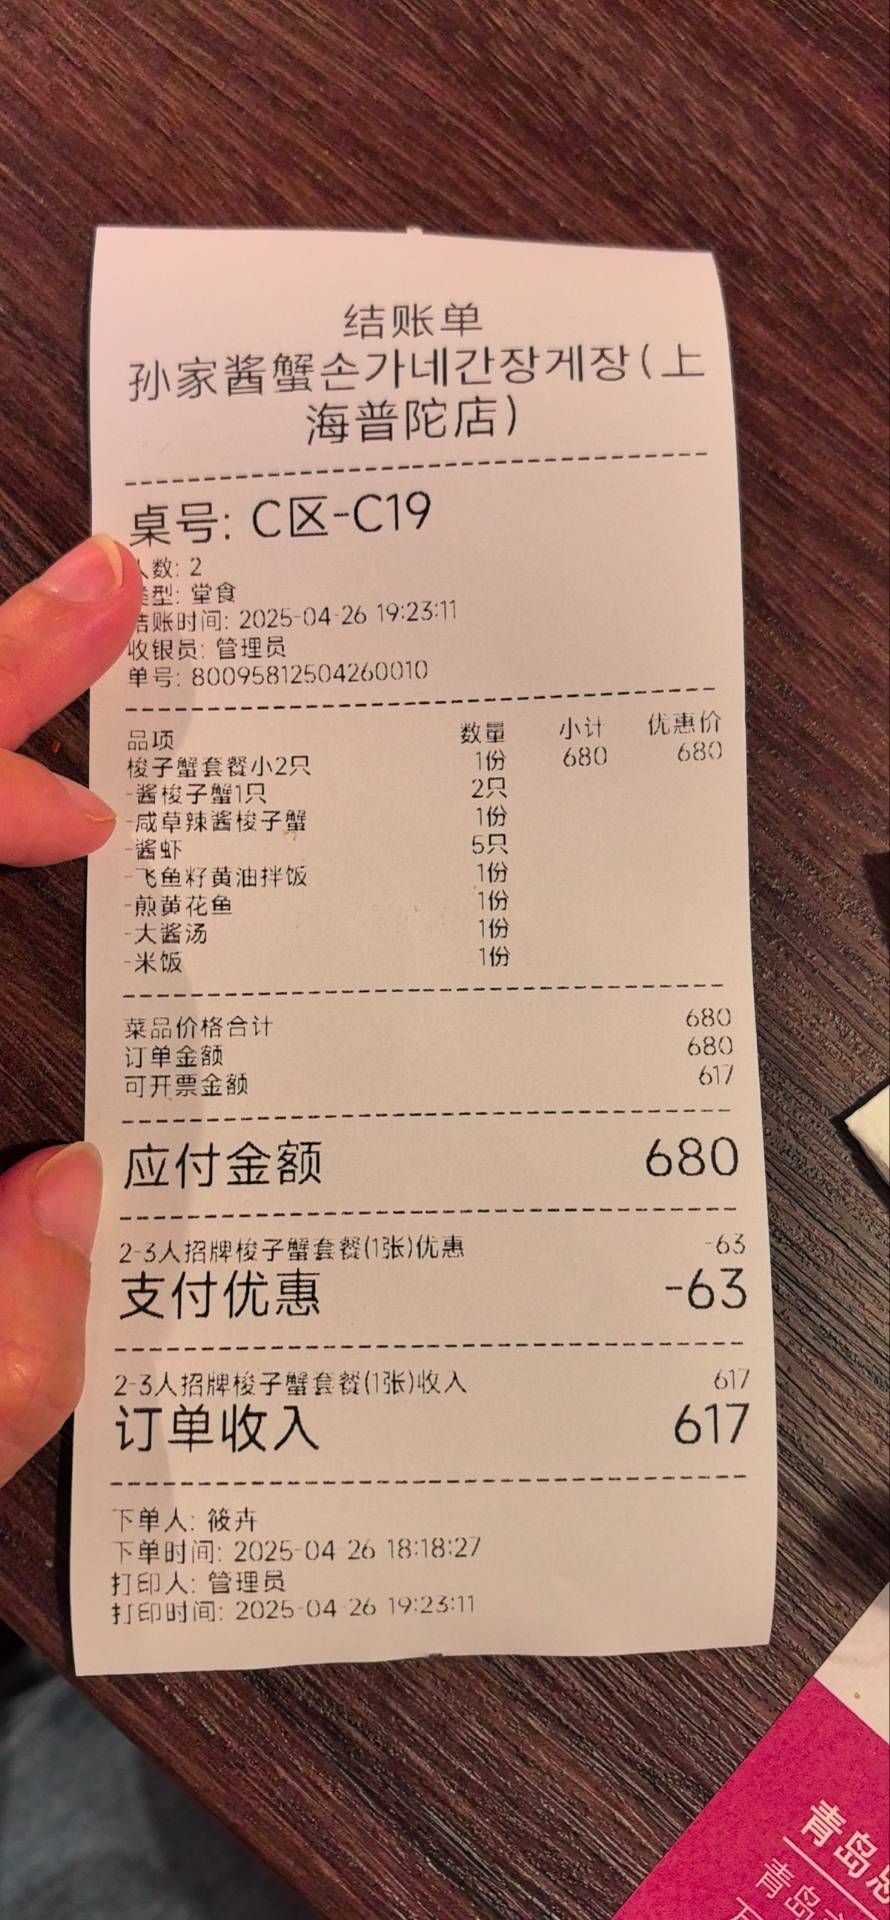 结账单
孙家酱蟹손가네간장게장(上
海普陀店)
桌号: C区-C19
人数: 2
类型: 堂食
结账时间: 2025-04-26 19:23:11
收银员: 管理员
单号: 80095812504260010
品项 数量 小计 优惠价
梭子蟹套餐小2只 1份 680 680
-酱梭子蟹1只 2只
-咸草辣酱梭子蟹 1份
-酱虾 5只
-飞鱼籽黄油拌饭 1份
-煎黄花鱼 1份
-大酱汤 1份
-米饭 1份
菜品价格合计 680
订单金额 680
可开票金额 617
应付金额 680
2-3人招牌梭子蟹套餐(1张)优惠 -63
支付优惠 -63
2-3人招牌梭子蟹套餐(1张)收入 617
订单收入 617
下单人: 筱卉
下单时间: 2025-04-26 18:18:27
打印人: 管理员
打印时间: 2025-04-26 19:23:11
青岛
青岛